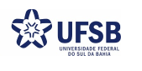 UFSB
UNIVERSIDADE FEDERAL
DO SUL DA BAHIA